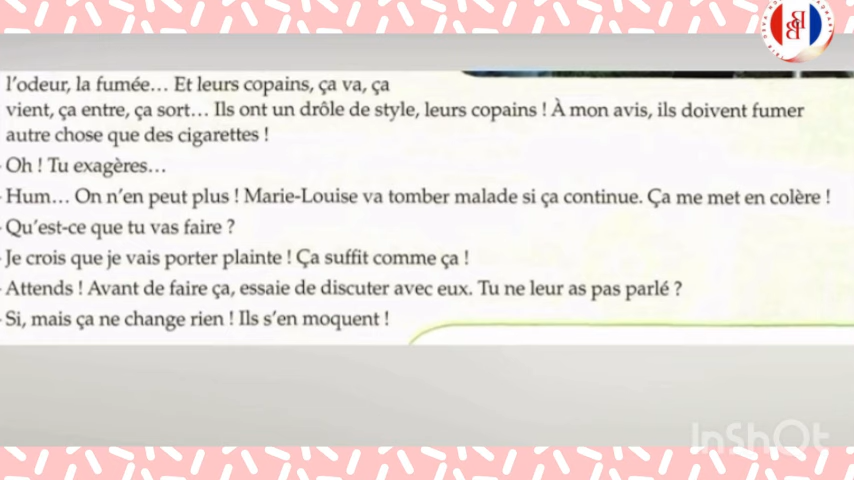 l'odeur, la fumée… Et leurs copains, ça va, ça
vient, ça entre, ça sort… Ils ont un drôle de style, leurs copains ! À mon avis, ils doivent fumer
autre chose que des cigarettes !
- Oh ! Tu exagères…
- Hum… On n'en peut plus ! Marie-Louise va tomber malade si ça continue. Ça me met en colère !
- Qu'est-ce que tu vas faire ?
- Je crois que je vais porter plainte ! Ça suffit comme ça !
- Attends ! Avant de faire ça, essaie de discuter avec eux. Tu ne leur as pas parlé ?
- Si, mais ça ne change rien ! Ils s'en moquent !
InShOt